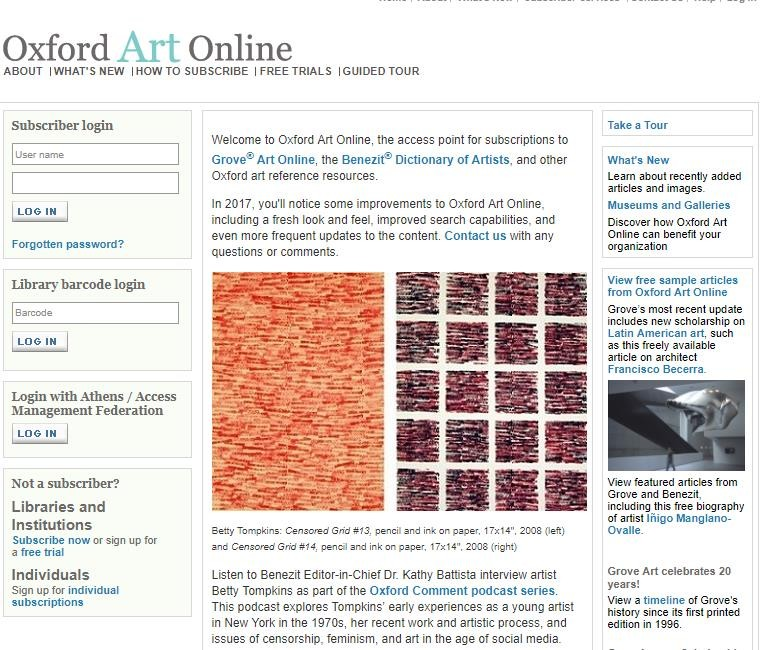 Oxford Art Online
ABOUT | WHAT'S NEW | HOW TO SUBSCRIBE | FREE TRIALS | GUIDED TOUR
Subscriber login
User name
LOG IN
Forgotten password?
Library barcode login
Barcode
LOG IN
Login with Athens / Access
Management Federation
LOG IN
Not a subscriber?
Libraries and
Institutions
Subscribe now or sign up for
a free trial
Individuals
Sign up for individual
subscriptions
Welcome to Oxford Art Online, the access point for subscriptions to
Grove® Art Online, the Benezit® Dictionary of Artists, and other
Oxford art reference resources.
In 2017, you'll notice some improvements to Oxford Art Online,
including a fresh look and feel, improved search capabilities, and
even more frequent updates to the content. Contact us with any
questions or comments.
Betty Tompkins: Censored Grid #13, pencil and ink on paper, 17x14", 2008 (left)
and Censored Grid #14, pencil and ink on paper, 17x14", 2008 (right)
Listen to Benezit Editor-in-Chief Dr. Kathy Battista interview artist
Betty Tompkins as part of the Oxford Comment podcast series.
This podcast explores Tompkins' early experiences as a young artist
in New York in the 1970s, her recent work and artistic process, and
issues of censorship, feminism, and art in the age of social media.
Take a Tour
What's New
Learn about recently added
articles and images.
Museums and Galleries
Discover how Oxford Art
Online can benefit your
organization
View free sample articles
from Oxford Art Online
Grove's most recent update
includes new scholarship on
Latin American art, such
as this freely available
article on architect
Francisco Becerra.
View featured articles from
Grove and Benezit,
including this free biography
of artist Iñigo Manglano-
Ovalle.
Grove Art celebrates 20
years!
View a timeline of Grove's
history since its first printed
edition in 1996.